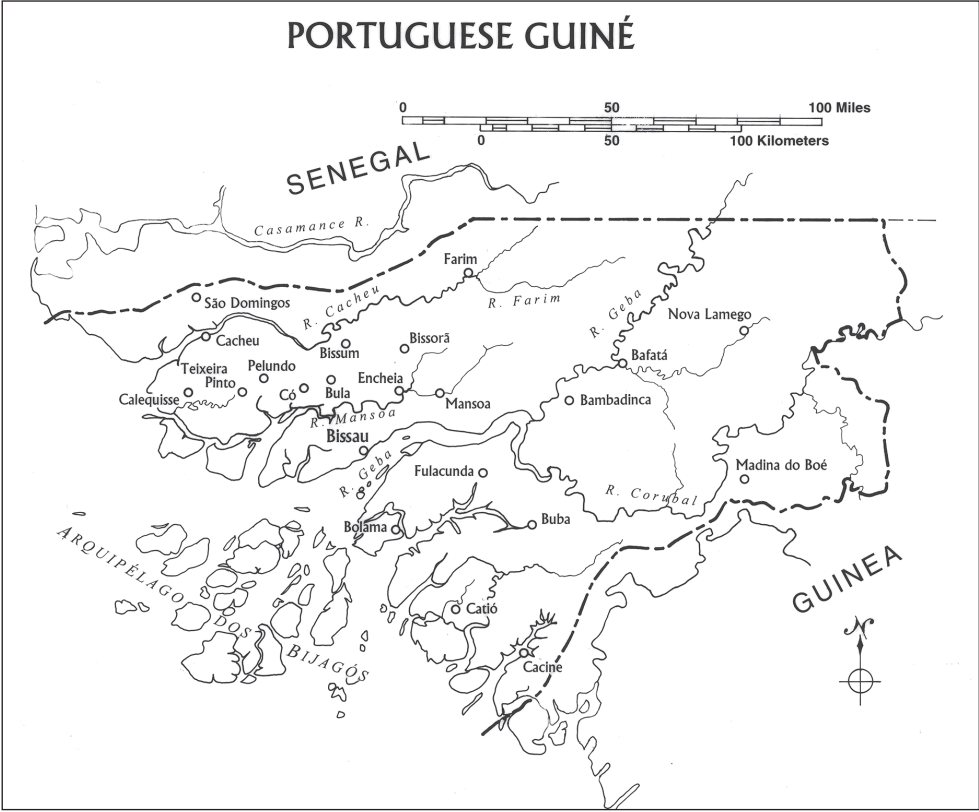 PORTUGUESE GUINÉ
0 50 100 Miles
0 50 100 Kilometers
SENEGAL
Casamance R.
Farim
São Domingos
R. Cacheu
R. Farim
R. Geba
Nova Lamego
Cacheu
Bissum
Bissorã
Bafatá
Teixeira
Pinto
Pelundo
Encheia
Calequisse
Có
Bula
Mansoa
Bambadinca
R. Mansoa
Bissau
R. Geba
Fulacunda
Madina do Boé
R. Corubal
Bolama
Buba
ARQUIPÉLAGO DOS BIJAGÓS
GUINEA
Catió
N
Cacine